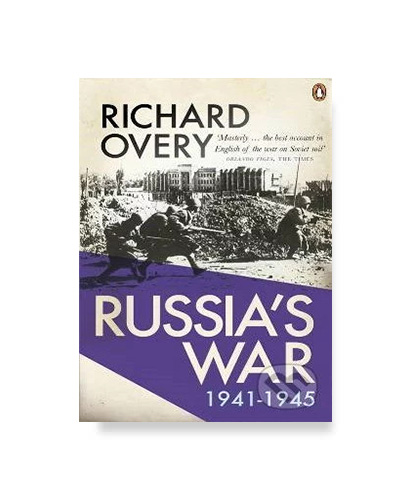 RICHARD
OVERY
‘Masterly … the best account in
English of the war on Soviet soil’
ORLANDO FIGES, THE TIMES
RUSSIA’S
WAR
1941-1945